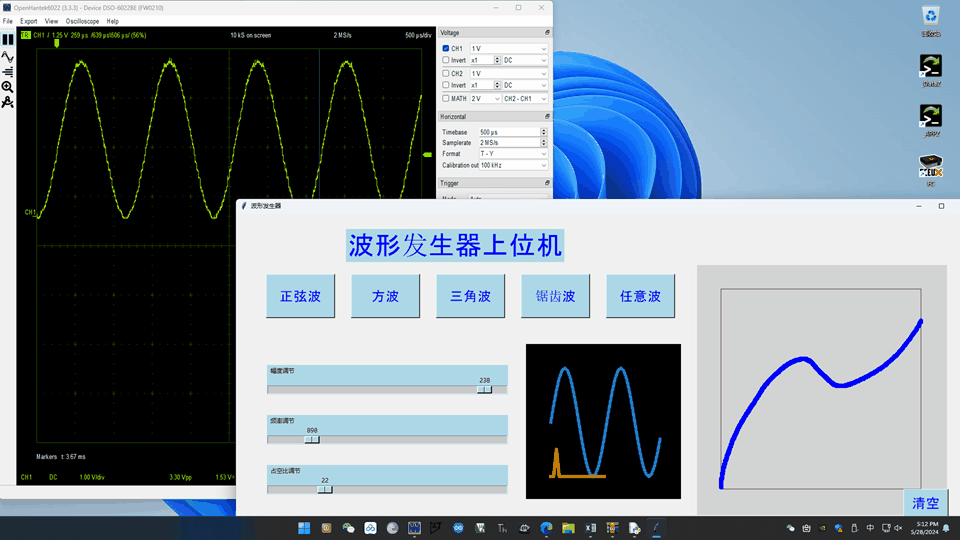 OpenHantek6022 (3.3.3) - Device DSO-6022BE (FW0210)
File Export View Oscilloscope Help
TR CH1 / 1.25 V 259 µs /639 µs/606 µs/ (56%) 10 kS on screen 2 MS/s 500 µs/div
CH1
Markers t: 3.67 ms
CH1 DC 1.00 V/div 3.30 Vpp 1.53 V=
Voltage
CH1 1 V
Invert x1 DC
CH2 1 V
Invert x1 DC
MATH 2 V CH2 - CH1
Horizontal
Timebase 500 µs
Samplerate 2 MS/s
Format T - Y
Calibration out 100 kHz
Trigger
波形发生器
波形发生器上位机
正弦波 方波 三角波 锯齿波 任意波
幅度调节
238
频率调节
898
占空比调节
22
清空
中
5:12 PM
5/28/2024